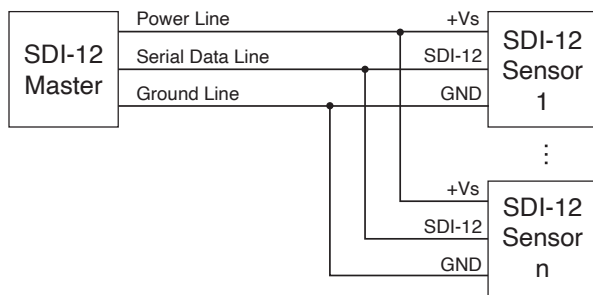 SDI-12
Master
Power Line
Serial Data Line
Ground Line
+Vs
SDI-12
GND
SDI-12
Sensor
1
⋮
+Vs
SDI-12
GND
SDI-12
Sensor
n